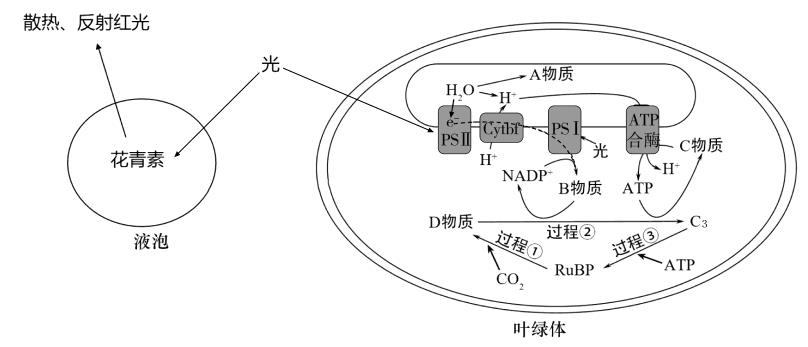 散热、反射红光
光
花青素
液泡
A物质
H₂O
H⁺
e⁻
PSⅡ
Cytbf
PSⅠ
ATP
合酶
C物质
H⁺
光
H⁺
NADP⁺
B物质
ATP
D物质
过程②
C₃
过程①
过程③
RuBP
ATP
CO₂
叶绿体